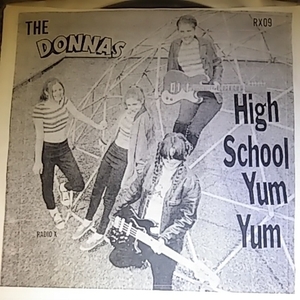 THE
DONNAS
RX09
High
School
Yum
Yum
RADIO X